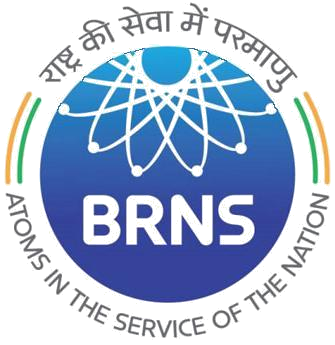 राष्ट्र की सेवा में परमाणु
BRNS
ATOMS IN THE SERVICE OF THE NATION